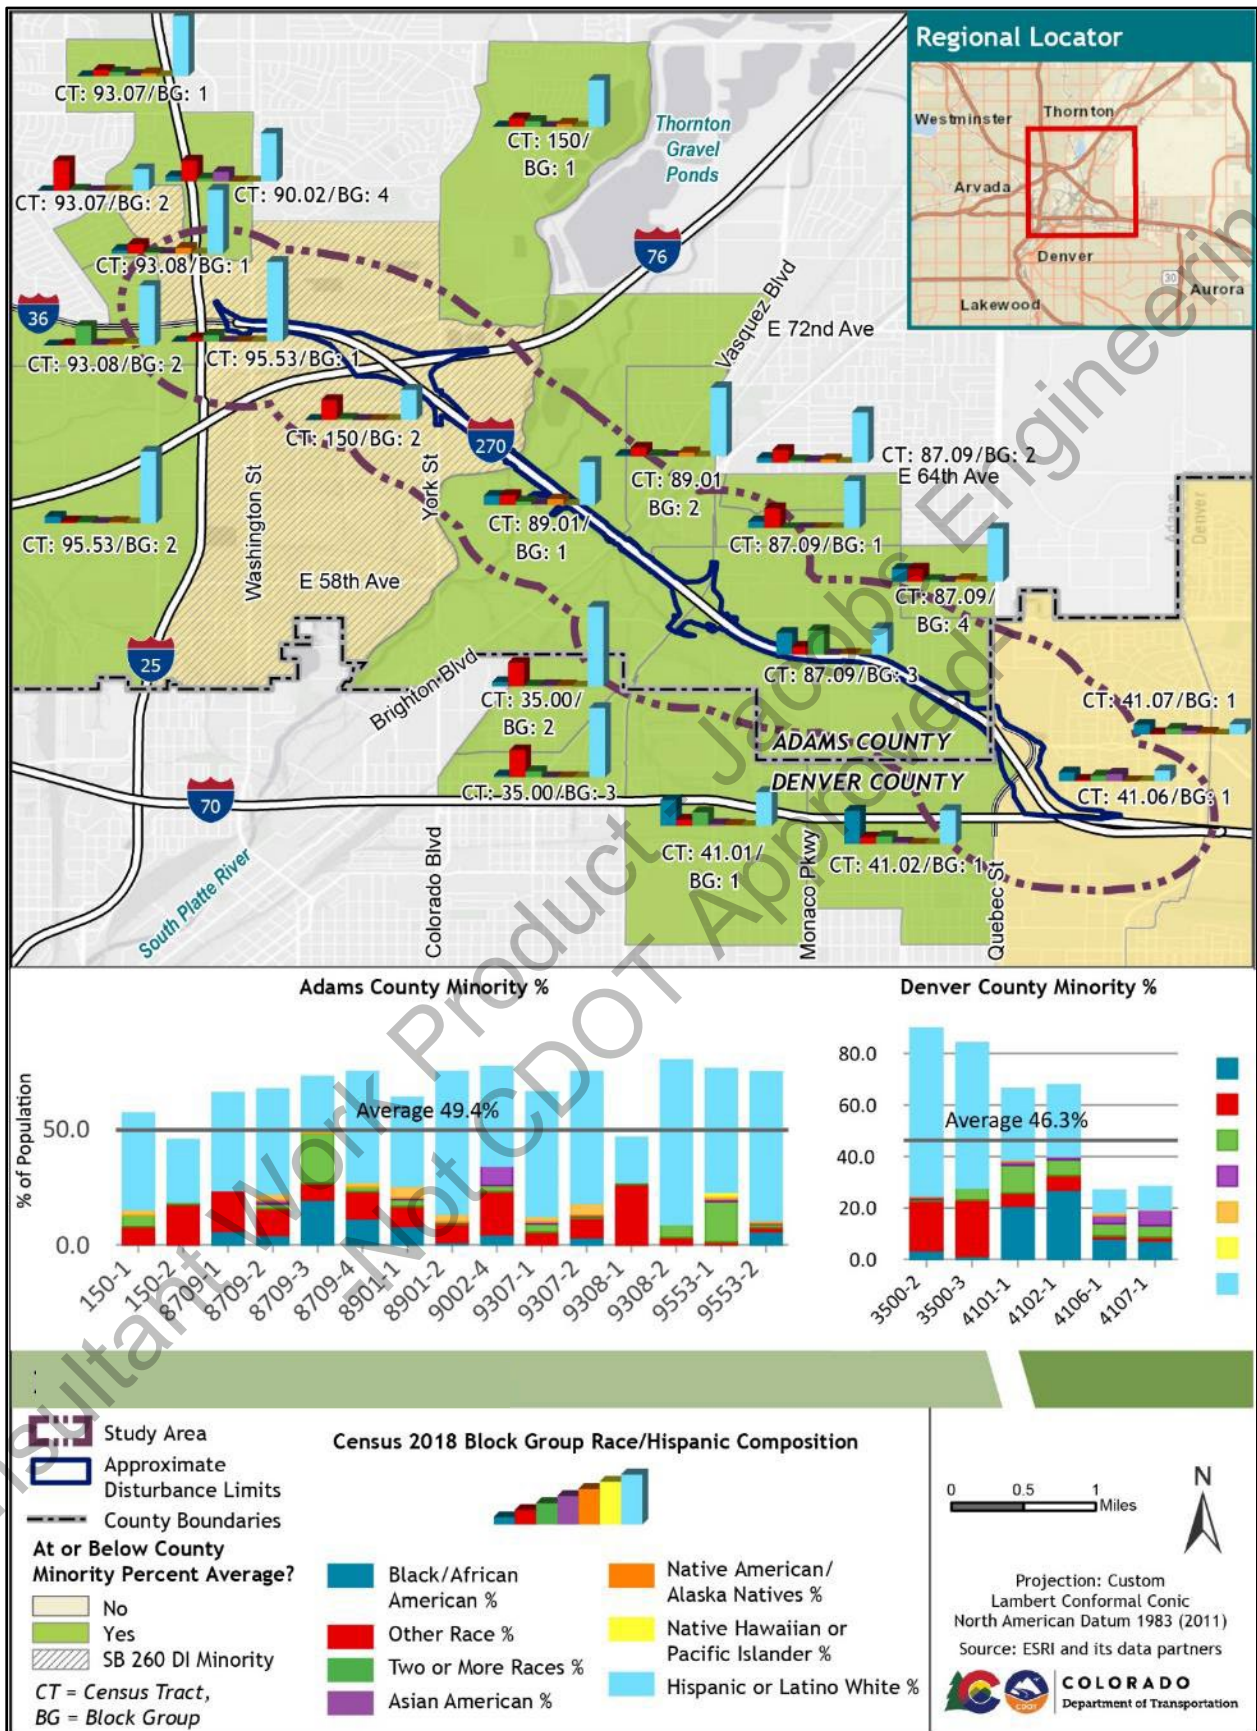 Regional Locator
Westminster
Thornton
Arvada
Denver
30
Aurora
Lakewood
CT: 93.07/BG: 1
CT: 150/
BG: 1
Thornton
Gravel
Ponds
CT: 93.07/BG: 2
CT: 90.02/BG: 4
76
CT: 93.08/BG: 1
Vasquez Blvd
E 72nd Ave
36
CT: 93.08/BG: 2
CT: 95.53/BG: 1
CT: 150/BG: 2
270
CT: 89.01
BG: 2
CT: 87.09/BG: 2
E 64th Ave
Adams
Denver
CT: 95.53/BG: 2
Washington St
York St
CT: 89.01/
BG: 1
CT: 87.09/BG: 1
E 58th Ave
CT: 87.09/
BG: 4
25
Brighton Blvd
CT: 35.00/
BG: 2
CT: 87.09/BG: 3
CT: 41.07/BG: 1
ADAMS COUNTY
DENVER COUNTY
CT: 41.06/BG: 1
70
CT: 35.00/BG: 3
CT: 41.01/
BG: 1
CT: 41.02/BG: 1
South Platte River
Colorado Blvd
Monaco Pkwy
Quebec St
Adams County Minority %
% of Population
50.0
0.0
Average 49.4%
150-1
150-2
8709-1
8709-2
8709-3
8709-4
8901-1
8901-2
9002-4
9307-1
9307-2
9308-1
9308-2
9553-1
9553-2
Denver County Minority %
80.0
60.0
40.0
20.0
0.0
Average 46.3%
3500-2
3500-3
4101-1
4102-1
4106-1
4107-1
Study Area
Approximate
Disturbance Limits
County Boundaries
At or Below County
Minority Percent Average?
No
Yes
SB 260 DI Minority
CT = Census Tract,
BG = Block Group
Census 2018 Block Group Race/Hispanic Composition
Black/African
American %
Other Race %
Two or More Races %
Asian American %
Native American/
Alaska Natives %
Native Hawaiian or
Pacific Islander %
Hispanic or Latino White %
0 0.5 1
Miles
N
Projection: Custom
Lambert Conformal Conic
North American Datum 1983 (2011)
Source: ESRI and its data partners
CDOT
COLORADO
Department of Transportation
nsultant Work Product - Jacobs Engineerin
-Not CDOT Approved-